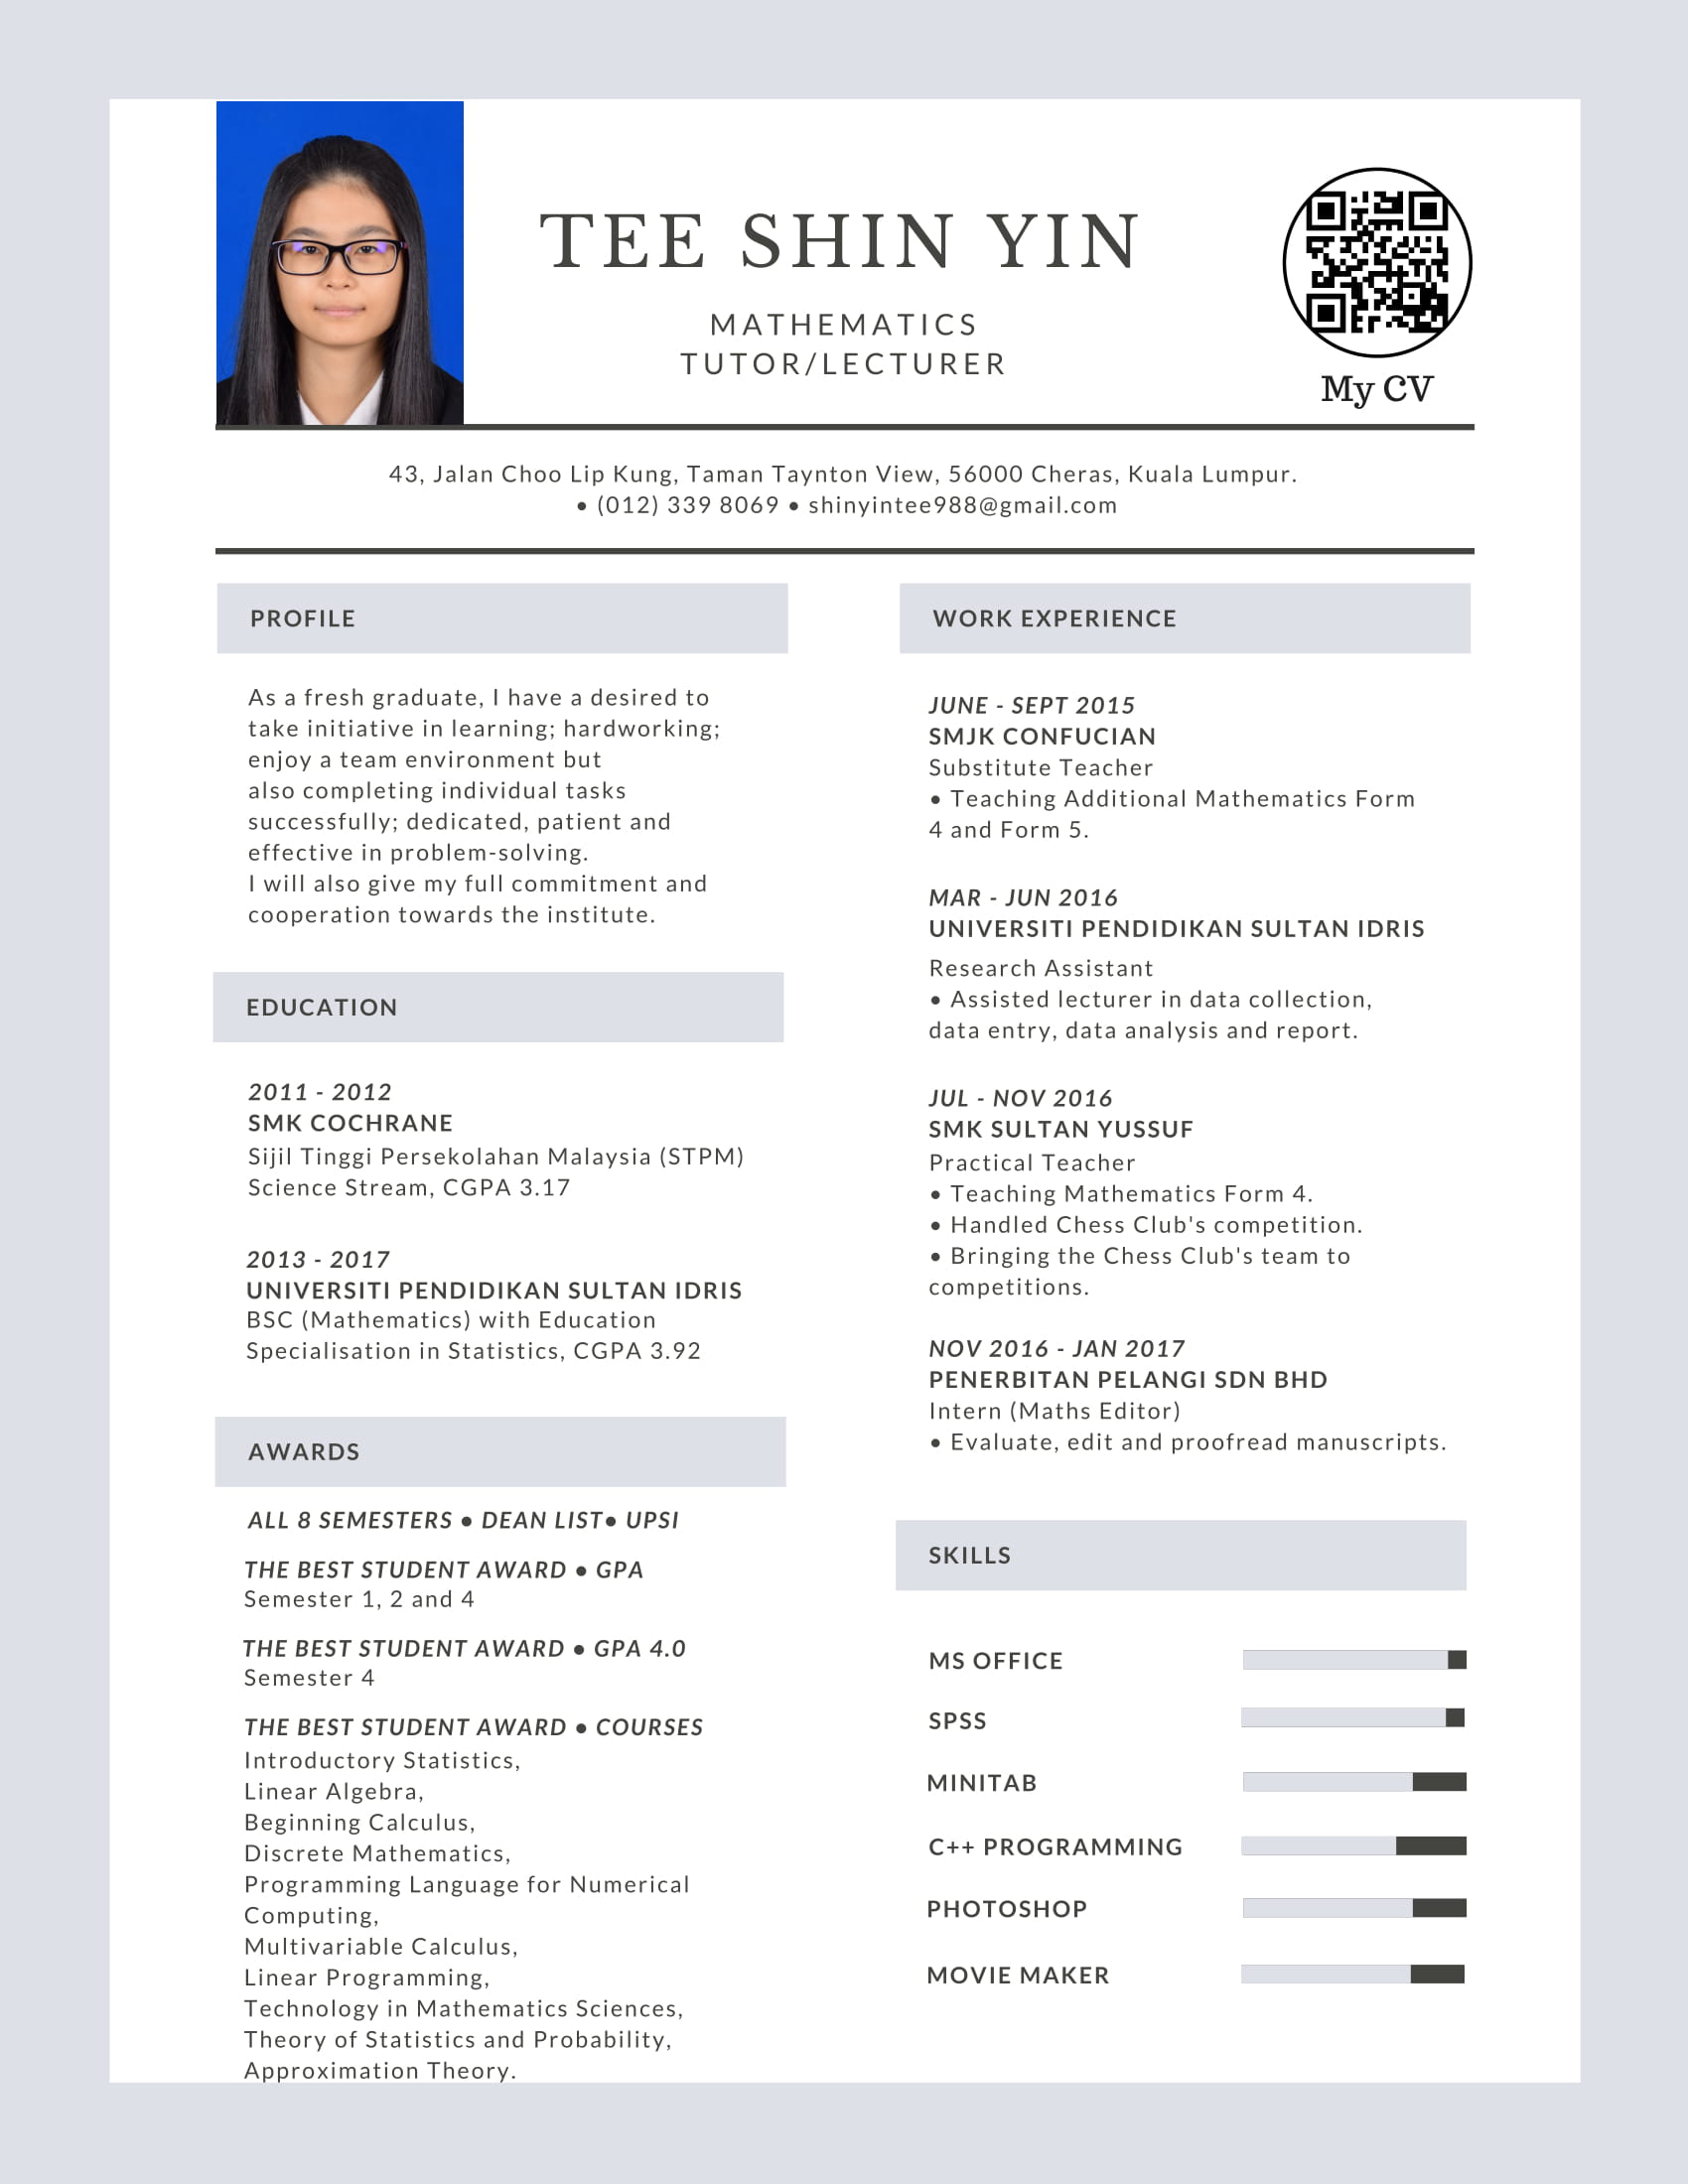 TEE SHIN YIN
MATHEMATICS
TUTOR/LECTURER
My CV
43, Jalan Choo Lip Kung, Taman Taynton View, 56000 Cheras, Kuala Lumpur.
• (012) 339 8069 • shinyintee988@gmail.com
PROFILE
As a fresh graduate, I have a desired to
take initiative in learning; hardworking;
enjoy a team environment but
also completing individual tasks
successfully; dedicated, patient and
effective in problem-solving.
I will also give my full commitment and
cooperation towards the institute.
EDUCATION
2011 - 2012
SMK COCHRANE
Sijil Tinggi Persekolahan Malaysia (STPM)
Science Stream, CGPA 3.17
2013 - 2017
UNIVERSITI PENDIDIKAN SULTAN IDRIS
BSC (Mathematics) with Education
Specialisation in Statistics, CGPA 3.92
AWARDS
ALL 8 SEMESTERS • DEAN LIST• UPSI
THE BEST STUDENT AWARD • GPA
Semester 1, 2 and 4
THE BEST STUDENT AWARD • GPA 4.0
Semester 4
THE BEST STUDENT AWARD • COURSES
Introductory Statistics,
Linear Algebra,
Beginning Calculus,
Discrete Mathematics,
Programming Language for Numerical
Computing,
Multivariable Calculus,
Linear Programming,
Technology in Mathematics Sciences,
Theory of Statistics and Probability,
Approximation Theory.
WORK EXPERIENCE
JUNE - SEPT 2015
SMJK CONFUCIAN
Substitute Teacher
• Teaching Additional Mathematics Form
4 and Form 5.
MAR - JUN 2016
UNIVERSITI PENDIDIKAN SULTAN IDRIS
Research Assistant
• Assisted lecturer in data collection,
data entry, data analysis and report.
JUL - NOV 2016
SMK SULTAN YUSSUF
Practical Teacher
• Teaching Mathematics Form 4.
• Handled Chess Club's competition.
• Bringing the Chess Club's team to
competitions.
NOV 2016 - JAN 2017
PENERBITAN PELANGI SDN BHD
Intern (Maths Editor)
• Evaluate, edit and proofread manuscripts.
SKILLS
MS OFFICE
SPSS
MINITAB
C++ PROGRAMMING
PHOTOSHOP
MOVIE MAKER